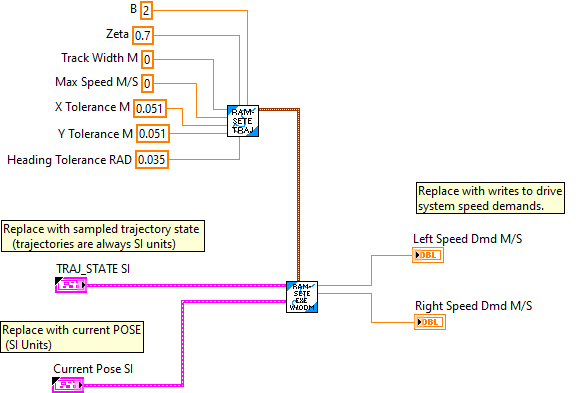 B 2
Zeta 0.7
Track Width M 0
Max Speed M/S 0
X Tolerance M 0.051
Y Tolerance M 0.051
Heading Tolerance RAD 0.035
RAM-
SETE
TRAJ
Replace with writes to drive
system speed demands.
Replace with sampled trajectory state
(trajectories are always SI units)
Left Speed Dmd M/S
DBL
TRAJ_STATE SI
RAM-
SETE
EXE
Right Speed Dmd M/S
DBL
Replace with current POSE
(SI Units)
Current Pose SI